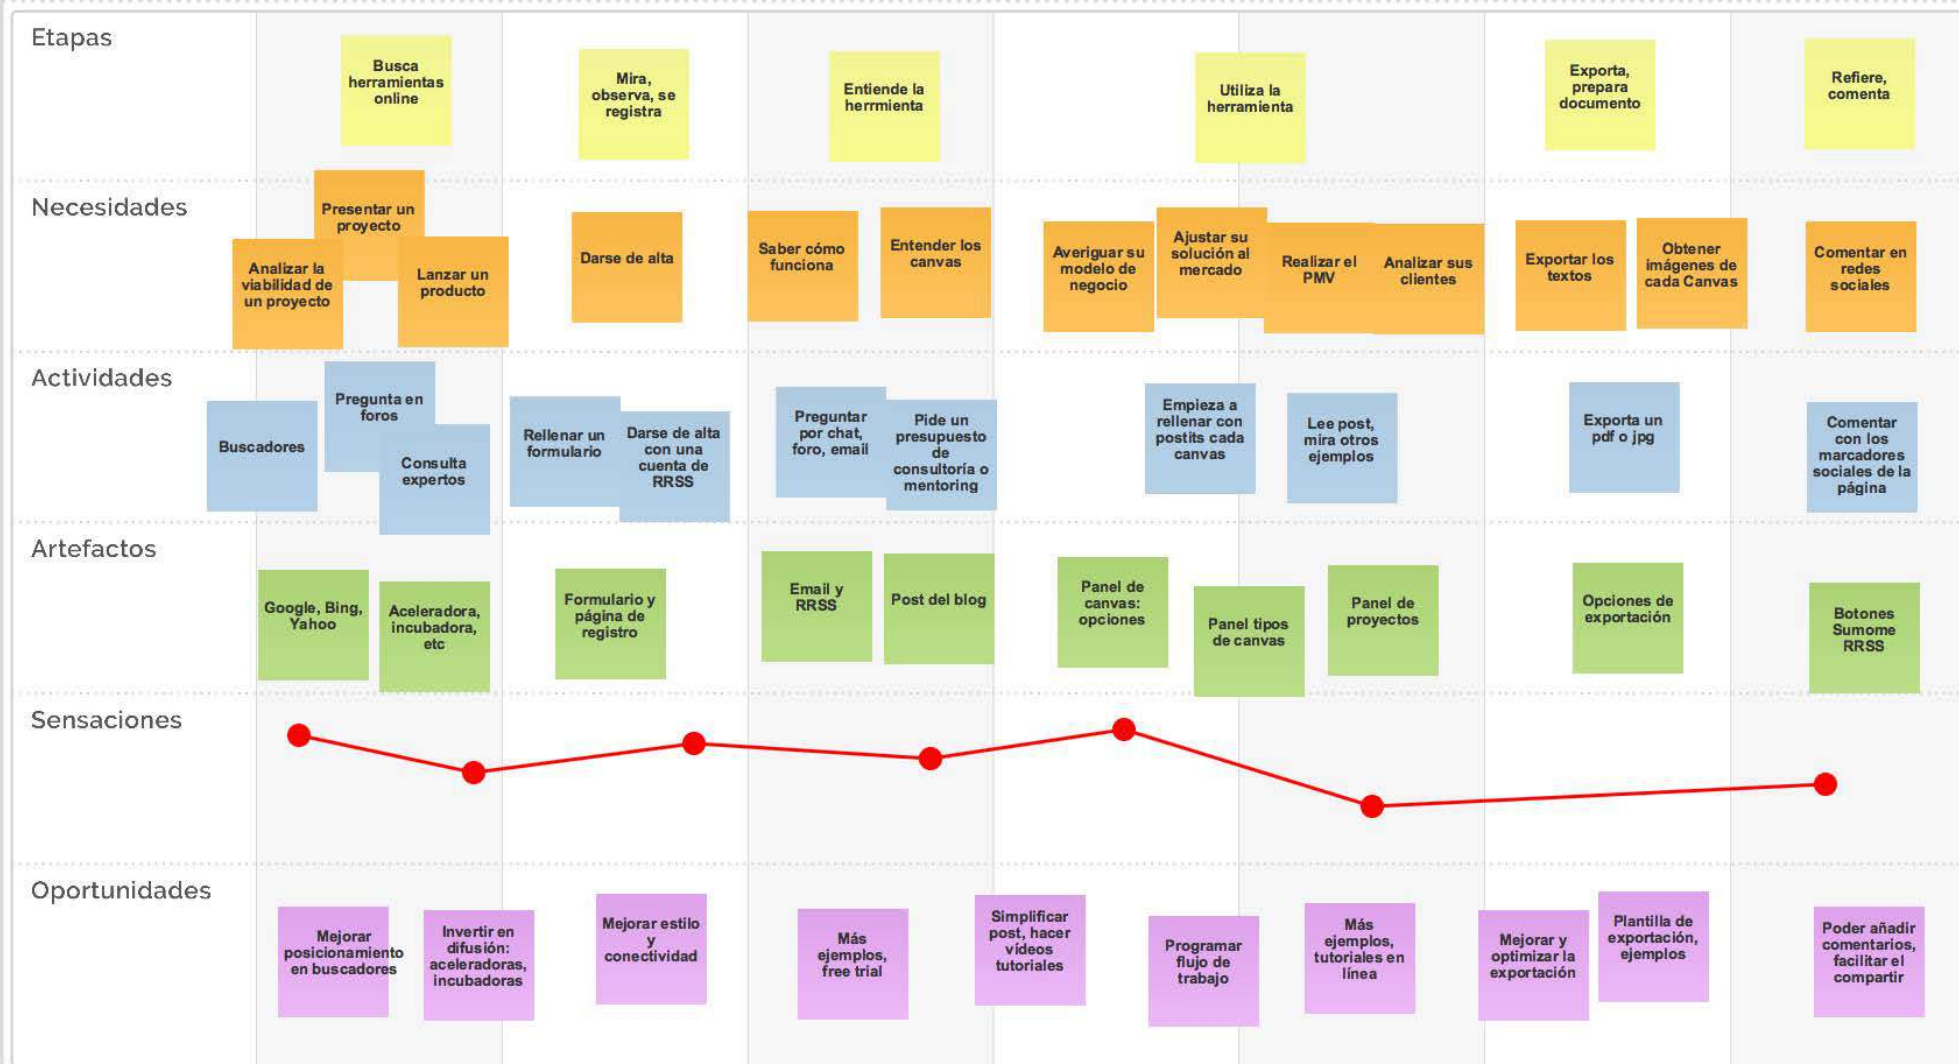 Etapas
Busca
herramientas
online
Mira,
observa, se
registra
Entiende la
herrmienta
Utiliza la
herramienta
Exporta,
prepara
documento
Refiere,
comenta
Necesidades
Presentar un
proyecto
Analizar la
viabilidad de
un proyecto
Lanzar un
producto
Darse de alta
Saber cómo
funciona
Entender los
canvas
Averiguar su
modelo de
negocio
Ajustar su
solución al
mercado
Realizar el
PMV
Analizar sus
clientes
Exportar los
textos
Obtener
imágenes de
cada Canvas
Comentar en
redes
sociales
Actividades
Buscadores
Pregunta en
foros
Consulta
expertos
Rellenar un
formulario
Darse de alta
con una
cuenta de
RRSS
Preguntar
por chat,
foro, email
Pide un
presupuesto
de
consultoría o
mentoring
Empieza a
rellenar con
postits cada
canvas
Lee post,
mira otros
ejemplos
Exporta un
pdf o jpg
Comentar
con los
marcadores
sociales de la
página
Artefactos
Google, Bing,
Yahoo
Aceleradora,
incubadora,
etc
Formulario y
página de
registro
Email y
RRSS
Post del blog
Panel de
canvas:
opciones
Panel tipos
de canvas
Panel de
proyectos
Opciones de
exportación
Botones
Sumome
RRSS
Sensaciones
Oportunidades
Mejorar
posicionamiento
en buscadores
Invertir en
difusión:
aceleradoras,
incubadoras
Mejorar estilo
y
conectividad
Más
ejemplos,
free trial
Simplificar
post, hacer
vídeos
tutoriales
Programar
flujo de
trabajo
Más
ejemplos,
tutoriales en
línea
Mejorar y
optimizar la
exportación
Plantilla de
exportación,
ejemplos
Poder añadir
comentarios,
facilitar el
compartir